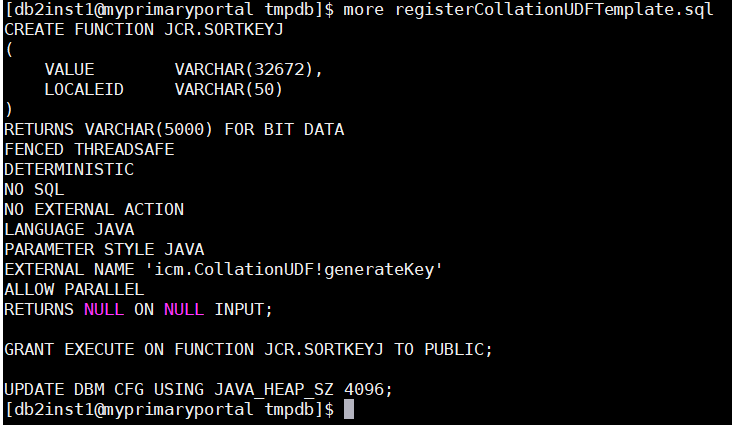 [db2inst1@myprimaryportal tmpdb]$ more registerCollationUDFTemplate.sql
CREATE FUNCTION JCR.SORTKEYJ
(
    VALUE        VARCHAR(32672),
    LOCALEID     VARCHAR(50)
)
RETURNS VARCHAR(5000) FOR BIT DATA
FENCED THREADSAFE
DETERMINISTIC
NO SQL
NO EXTERNAL ACTION
LANGUAGE JAVA
PARAMETER STYLE JAVA
EXTERNAL NAME 'icm.CollationUDF!generateKey'
ALLOW PARALLEL
RETURNS NULL ON NULL INPUT;

GRANT EXECUTE ON FUNCTION JCR.SORTKEYJ TO PUBLIC;

UPDATE DBM CFG USING JAVA_HEAP_SZ 4096;
[db2inst1@myprimaryportal tmpdb]$